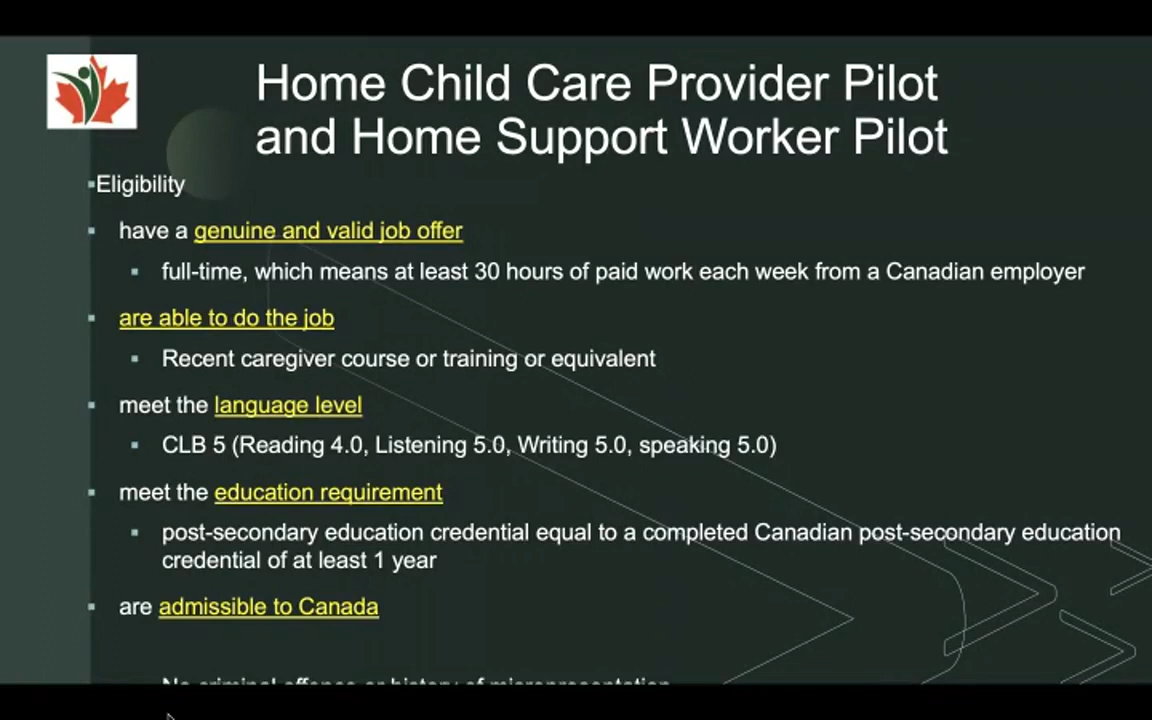 Home Child Care Provider Pilot
and Home Support Worker Pilot
▪Eligibility
▪ have a genuine and valid job offer
▪ full-time, which means at least 30 hours of paid work each week from a Canadian employer
▪ are able to do the job
▪ Recent caregiver course or training or equivalent
▪ meet the language level
▪ CLB 5 (Reading 4.0, Listening 5.0, Writing 5.0, speaking 5.0)
▪ meet the education requirement
▪ post-secondary education credential equal to a completed Canadian post-secondary education
credential of at least 1 year
▪ are admissible to Canada
No criminal offense or history of misrepresentation